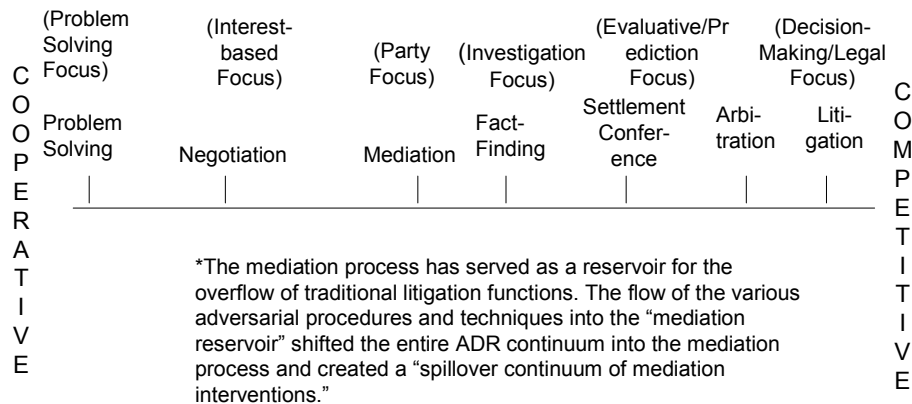 (Problem
Solving
Focus)
(Interest-
based
Focus)
(Party
Focus)
(Investigation
Focus)
(Evaluative/Pr
ediction
Focus)
(Decision-
Making/Legal
Focus)
C
O
O
P
E
R
A
T
I
V
E
Problem
Solving
Negotiation
Mediation
Fact-
Finding
Settlement
Confer-
ence
Arbi-
tration
Liti-
gation
C
O
M
P
E
T
I
T
I
V
E
*The mediation process has served as a reservoir for the
overflow of traditional litigation functions. The flow of the various
adversarial procedures and techniques into the “mediation
reservoir” shifted the entire ADR continuum into the mediation
process and created a “spillover continuum of mediation
interventions.”